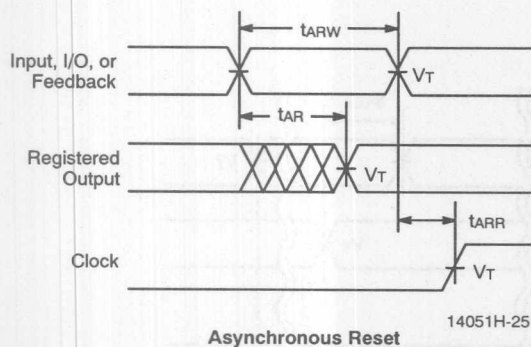 tARW
Input, I/O, or
Feedback
VT
tAR
Registered
Output
VT
tARR
Clock
VT
14051H-25
Asynchronous Reset